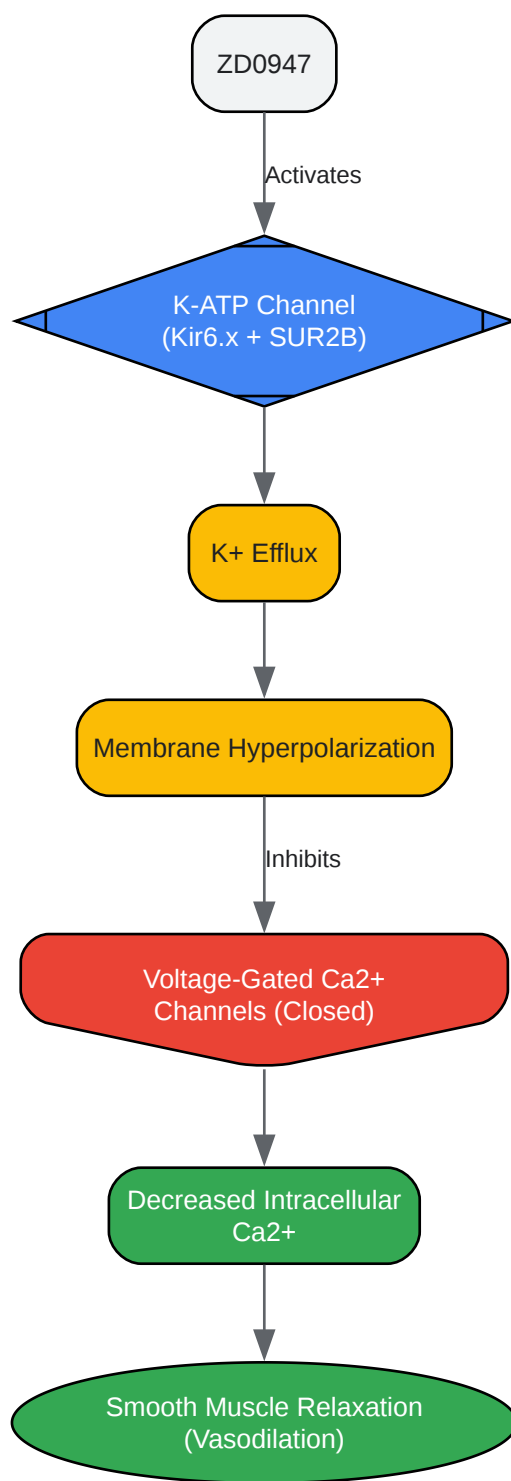 ZD0947
Activates
K-ATP Channel
(Kir6.x + SUR2B)
K+ Efflux
Membrane Hyperpolarization
Inhibits
Voltage-Gated Ca2+
Channels (Closed)
Decreased Intracellular
Ca2+
Smooth Muscle Relaxation
(Vasodilation)